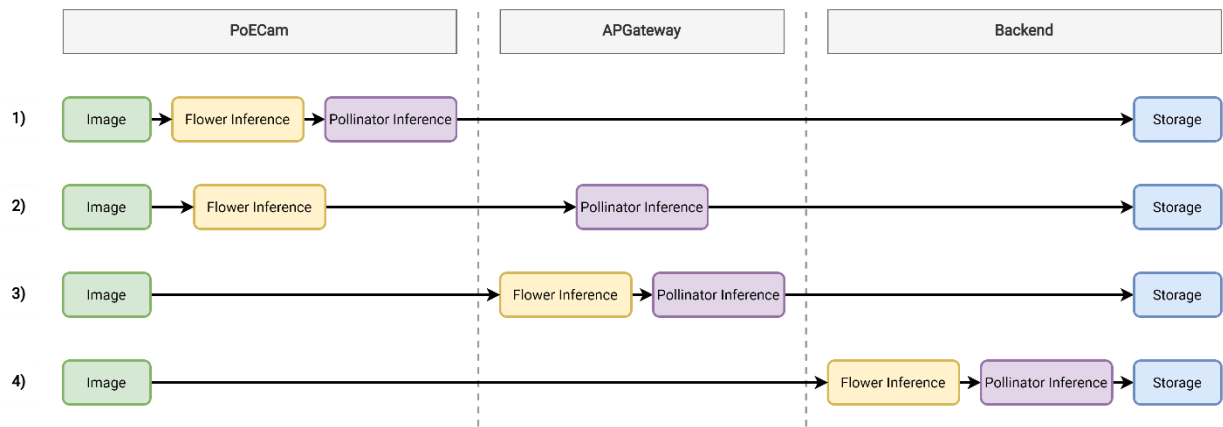 PoECam APGateway Backend
1) Image Flower Inference Pollinator Inference Storage
2) Image Flower Inference Pollinator Inference Storage
3) Image Flower Inference Pollinator Inference Storage
4) Image Flower Inference Pollinator Inference Storage